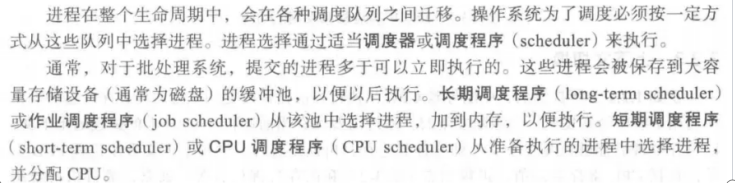 进程在整个生命周期中，会在各种调度队列之间迁移。操作系统为了调度必须按一定方
式从这些队列中选择进程。进程选择通过适当调度器或调度程序（scheduler）来执行。
通常，对于批处理系统，提交的进程多于可以立即执行的。这些进程会被保存到大容
量存储设备（通常为磁盘）的缓冲池，以便以后执行。长期调度程序（long-term scheduler）
或作业调度程序（job scheduler）从该池中选择进程，加到内存，以便执行。短期调度程序
（short-term scheduler）或 CPU 调度程序（CPU scheduler）从准备执行的进程中选择进程，
并分配 CPU。